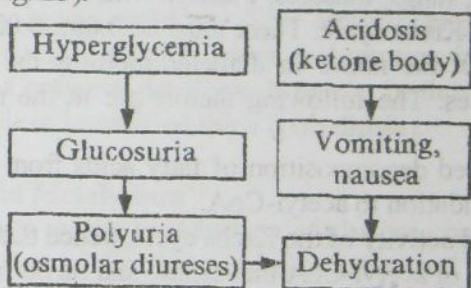 Hyperglycemia
Glucosuria
Polyuria
(osmolar diureses)
Acidosis
(ketone body)
Vomiting,
nausea
Dehydration